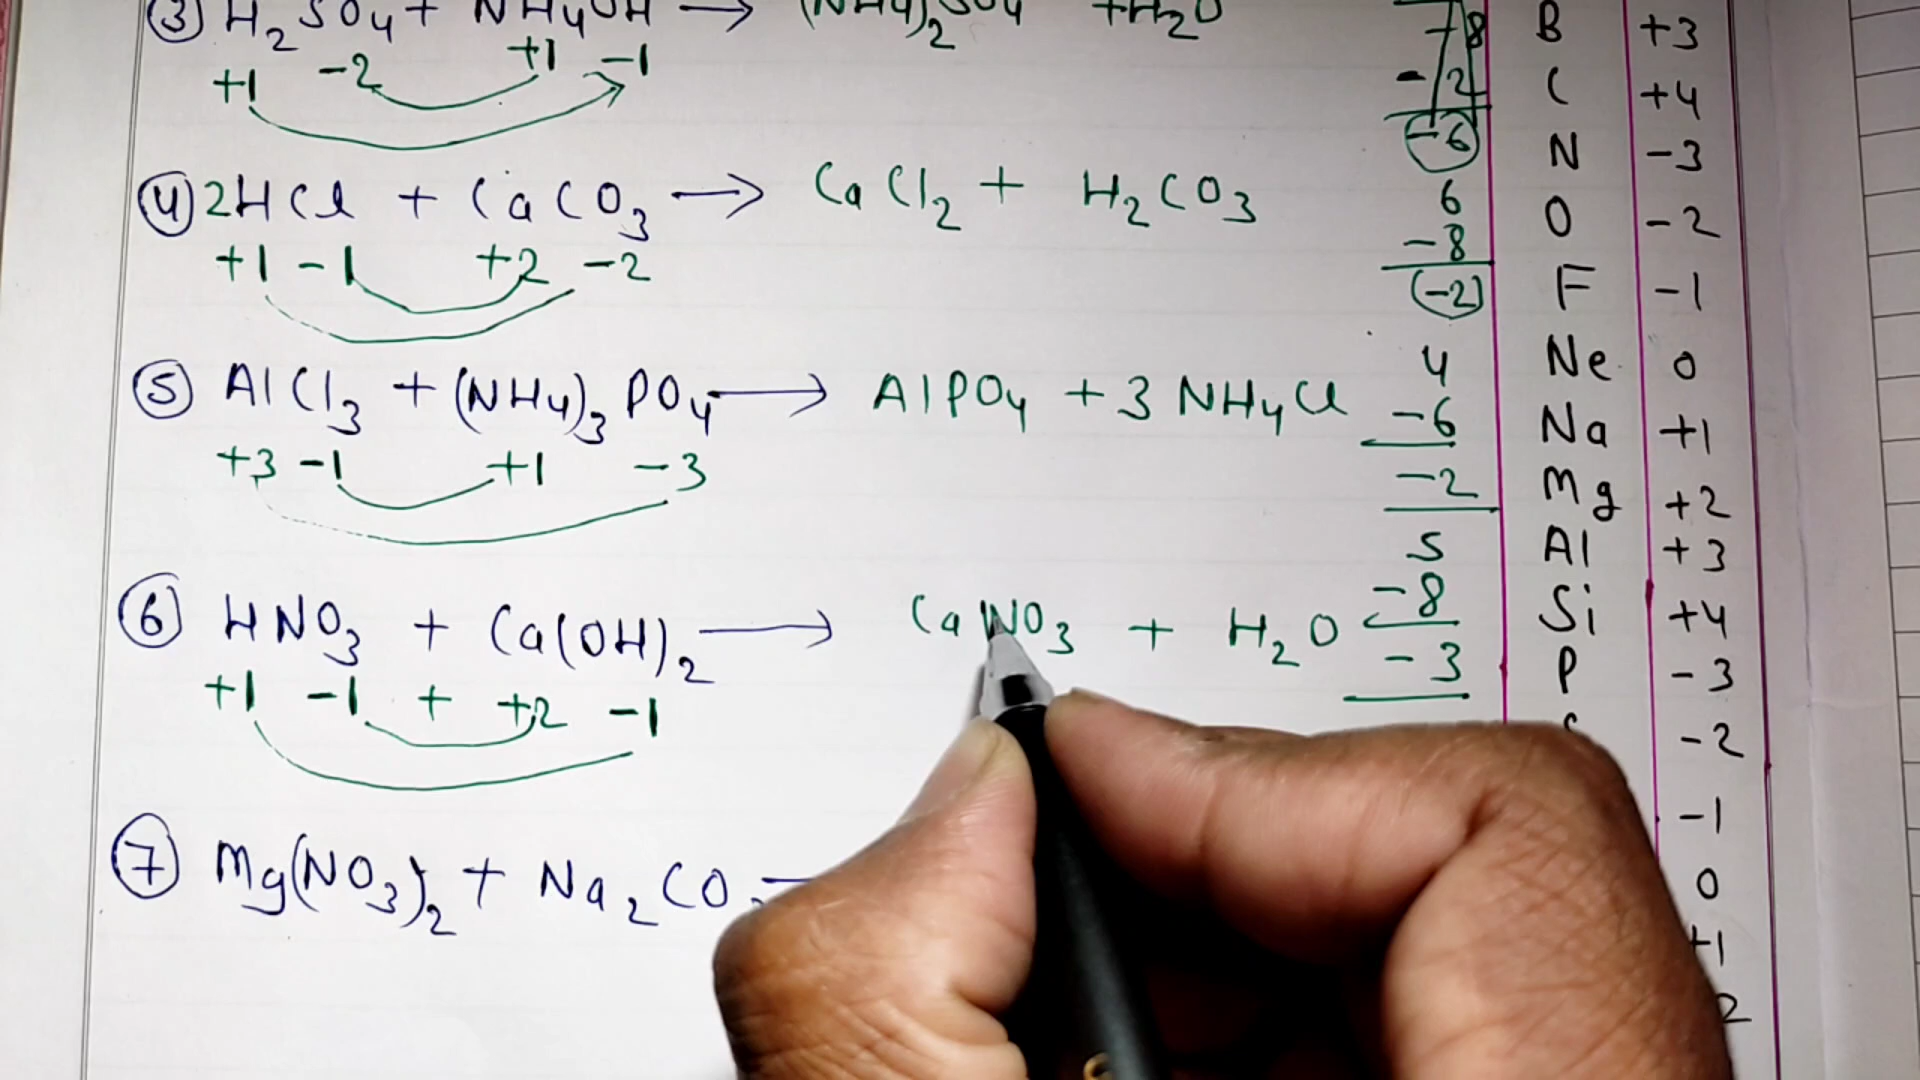 ③ H₂SO₄ + NH₄OH → (NH₄)₂SO₄ + H₂O
+1 -2 +1 -1
④ 2HCl + CaCO₃ → CaCl₂ + H₂CO₃
+1 -1 +2 -2
⑤ AlCl₃ + (NH₄)₃PO₄ → AlPO₄ + 3NH₄Cl
+3 -1 +1 -3
⑥ HNO₃ + Ca(OH)₂ → CaNO₃ + H₂O
+1 -1 + +2 -1
⑦ Mg(NO₃)₂ + Na₂CO
-2
-6
6
-8
(-2)
4
-6
-2
5
-8
-3
B +3
C +4
N -3
O -2
F -1
Ne 0
Na +1
Mg +2
Al +3
Si +4
P -3
-2
-1
0
+1
2